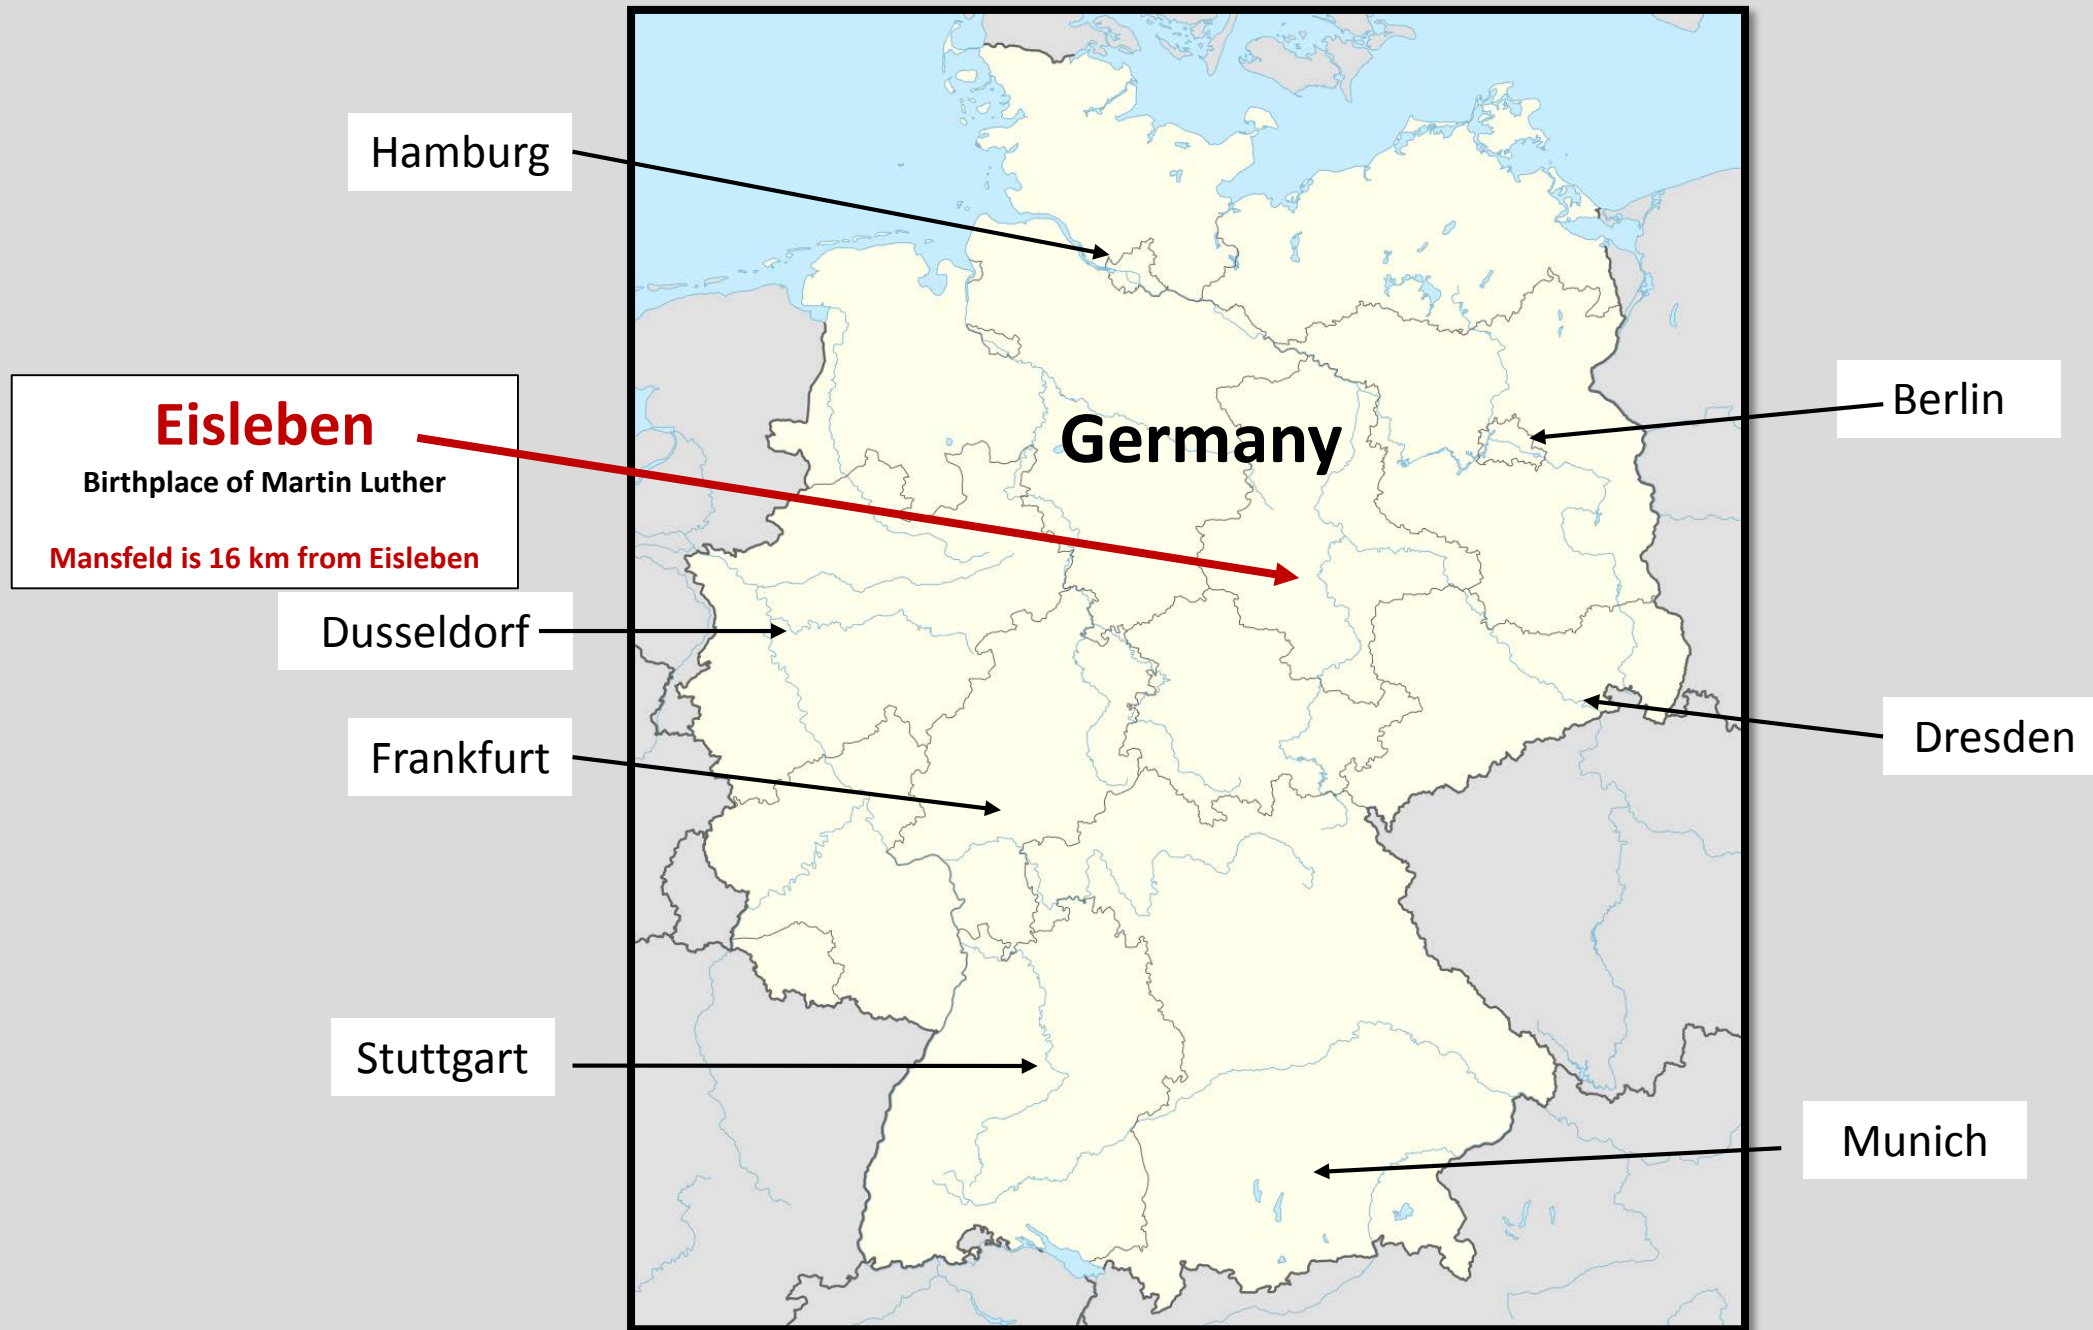 Hamburg
Eisleben
Birthplace of Martin Luther
Mansfeld is 16 km from Eisleben
Germany
Berlin
Dusseldorf
Frankfurt
Dresden
Stuttgart
Munich